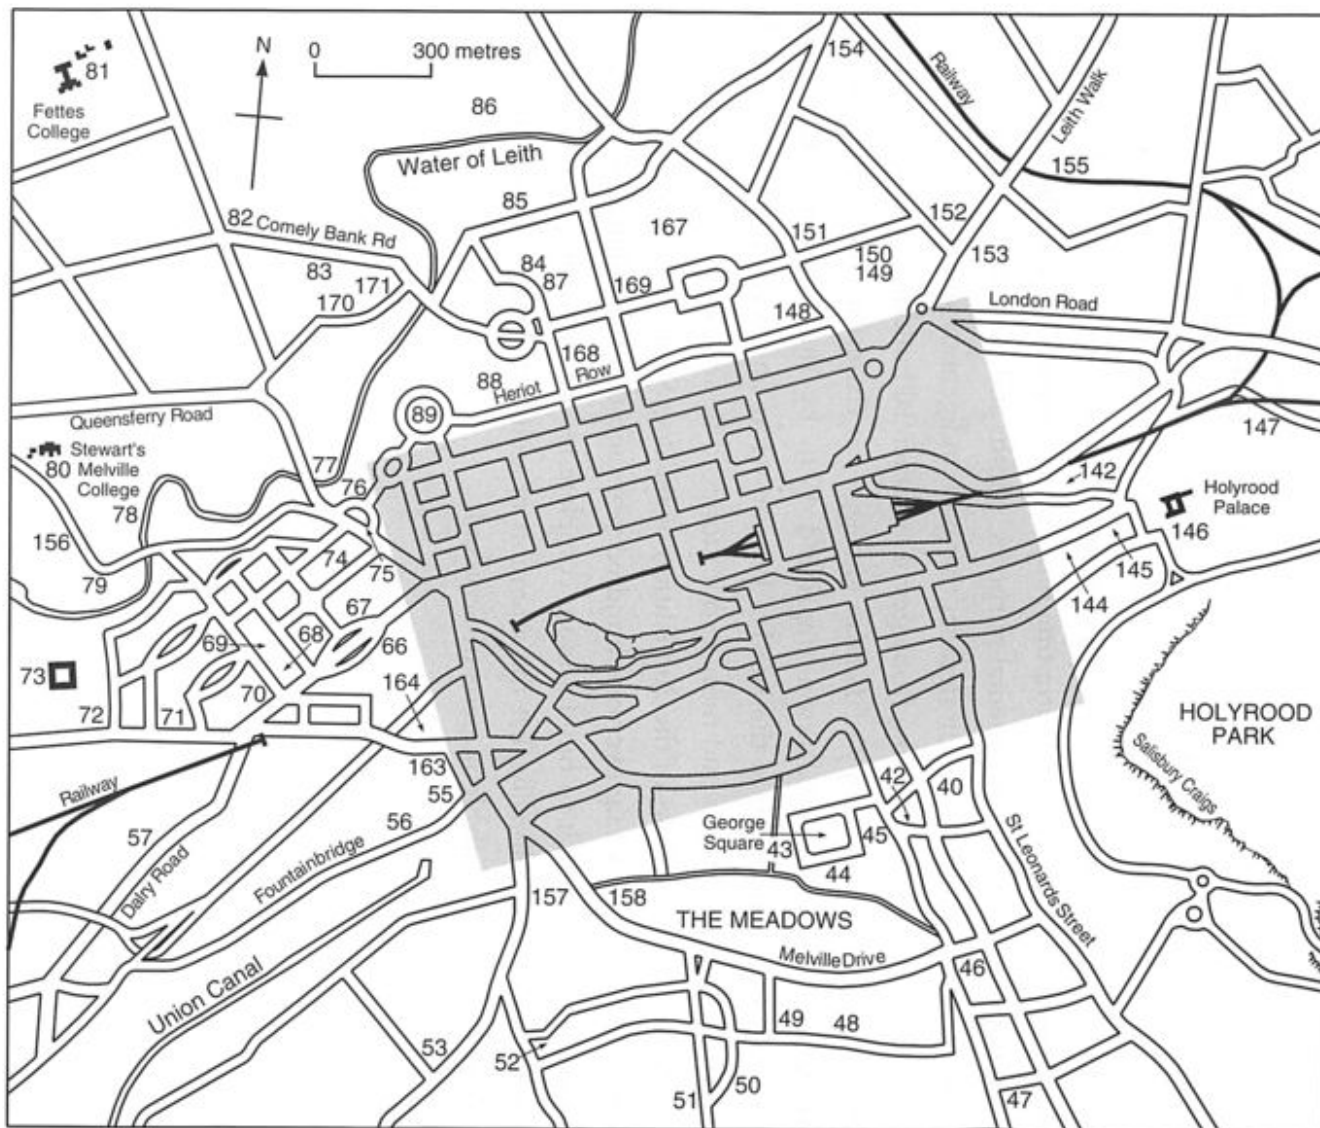 81
Fettes
College
N
0 300 metres
86
Water of Leith
154
Railway
Leith Walk
155
85
82
Comely Bank Rd
83
171
170
84
87
167
169
151
152
150
149
153
148
London Road
168
88
Heriot Row
89
Queensferry Road
80
Stewart's
Melville
College
77
76
78
156
79
74
75
67
66
69
68
73
70
72
71
164
147
142
Holyrood
Palace
146
145
144
HOLYROOD
PARK
Salisbury Craigs
Railway
163
55
56
57
Dalry Road
Fountainbridge
Union Canal
George
Square
42
40
45
43
44
St Leonards Street
157
158
THE MEADOWS
Melville Drive
46
49
48
53
52
50
51
47